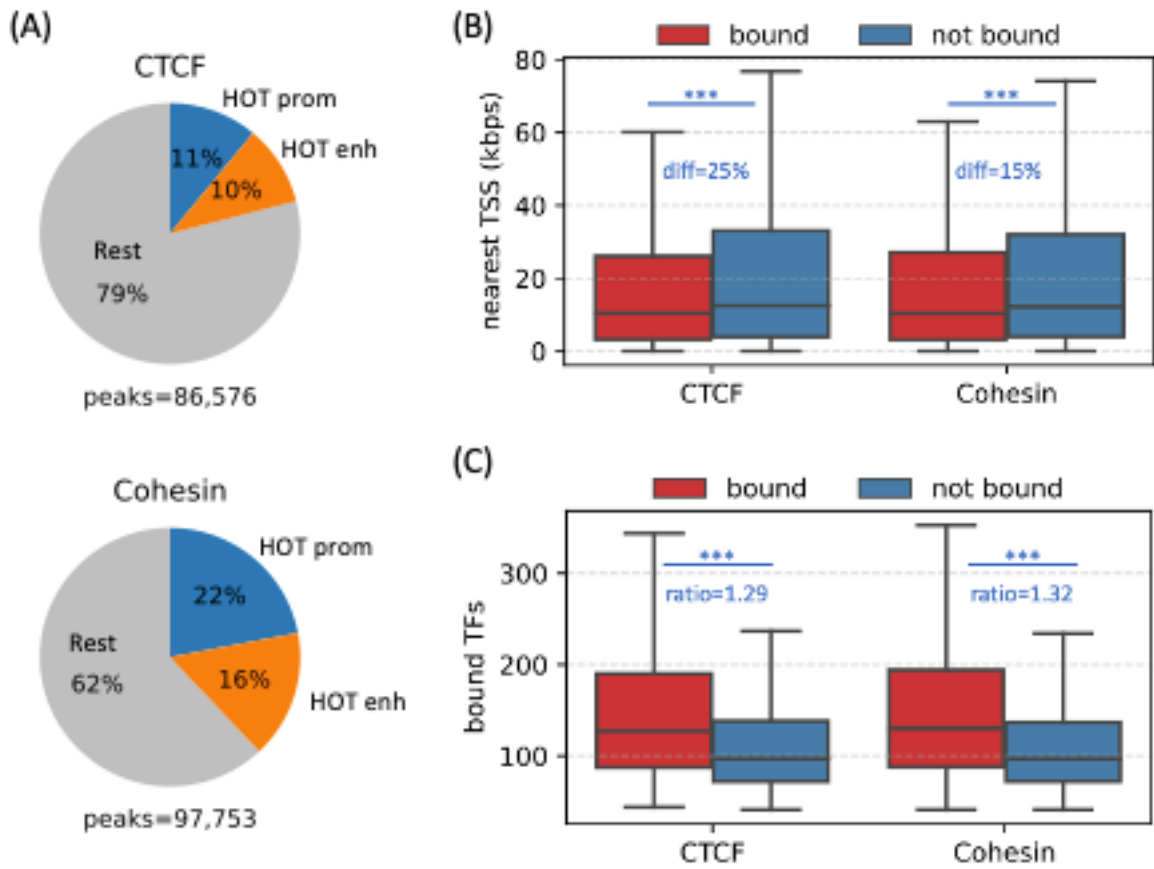 (A)
CTCF
HOT prom
HOT enh
11%
10%
Rest
79%
peaks=86,576
Cohesin
HOT prom
22%
Rest
62%
16%
HOT enh
peaks=97,753
(B)
bound not bound
nearest TSS (kbps)
80
60
40
20
0
*** ***
diff=25% diff=15%
CTCF Cohesin
(C)
bound not bound
bound TFs
300
200
100
*** ***
ratio=1.29 ratio=1.32
CTCF Cohesin